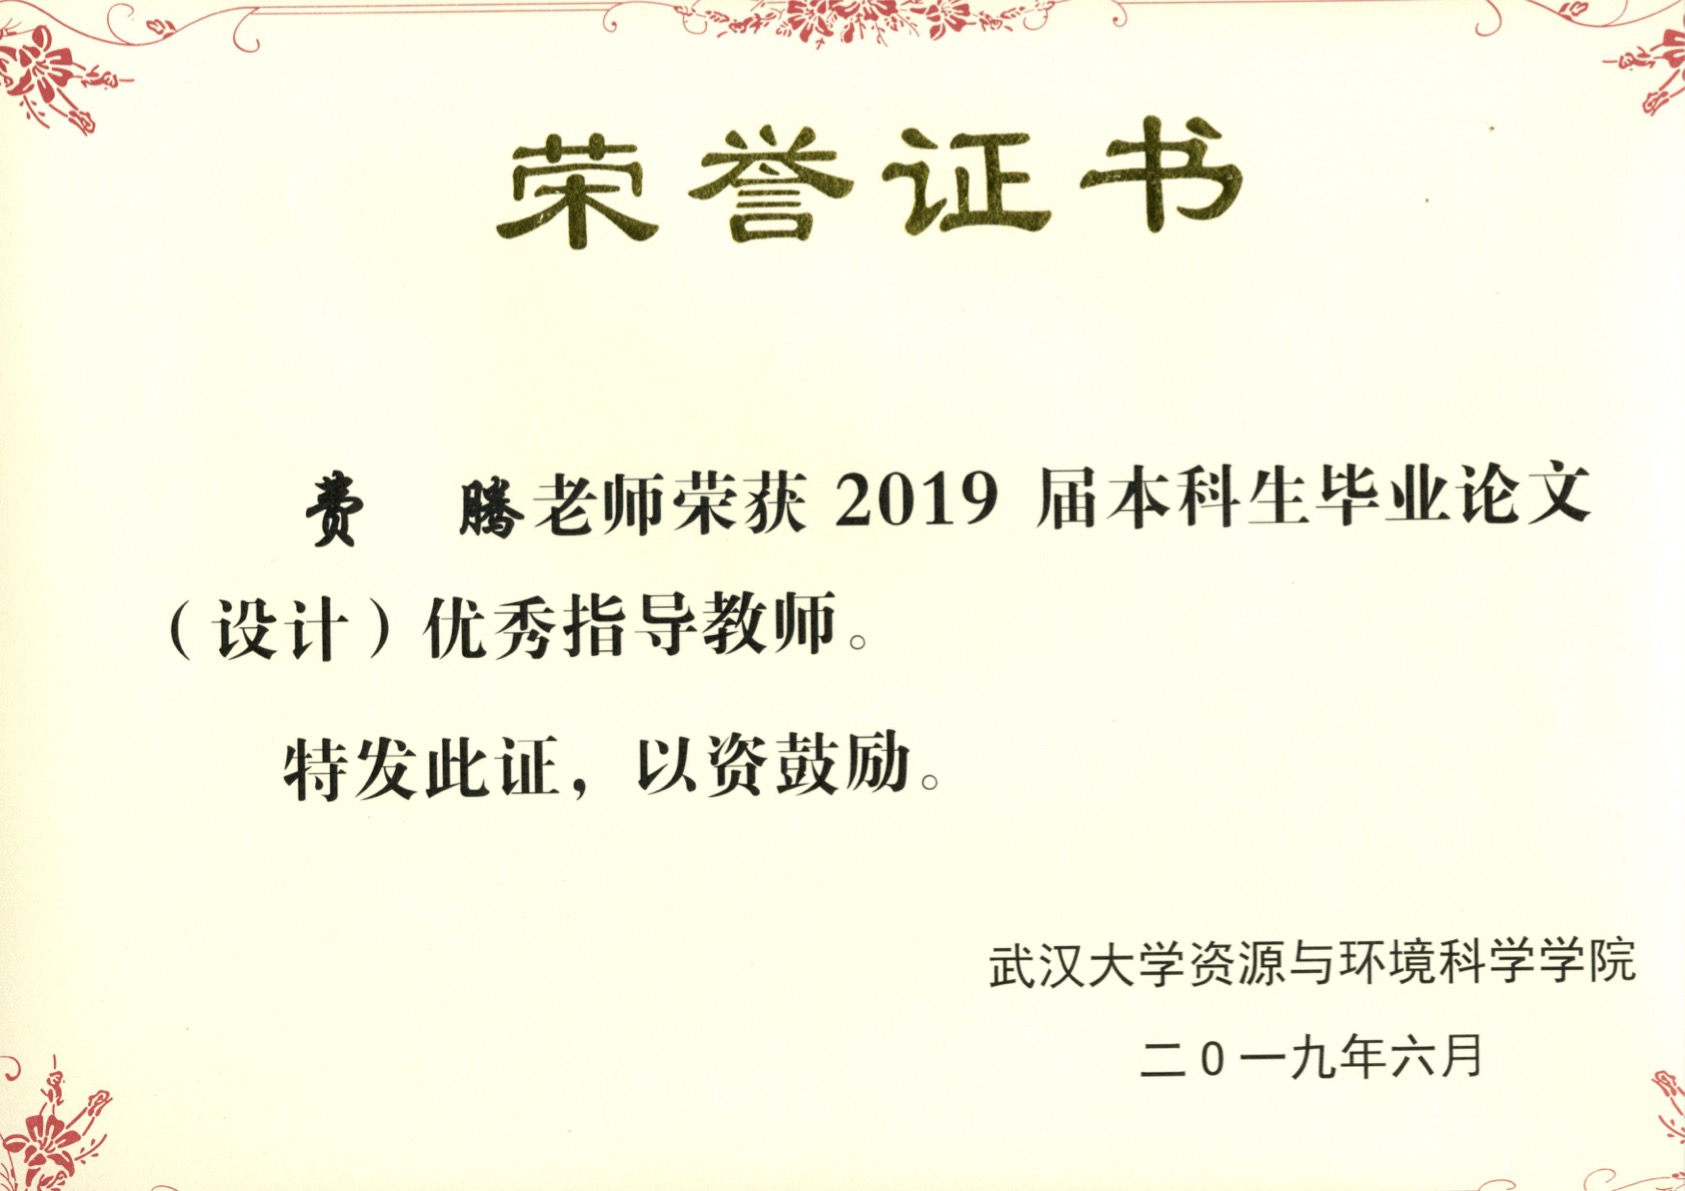 荣誉证书
费 腾老师荣获 2019 届本科生毕业论文
（设计）优秀指导教师。
特发此证，以资鼓励。
武汉大学资源与环境科学学院
二0一九年六月